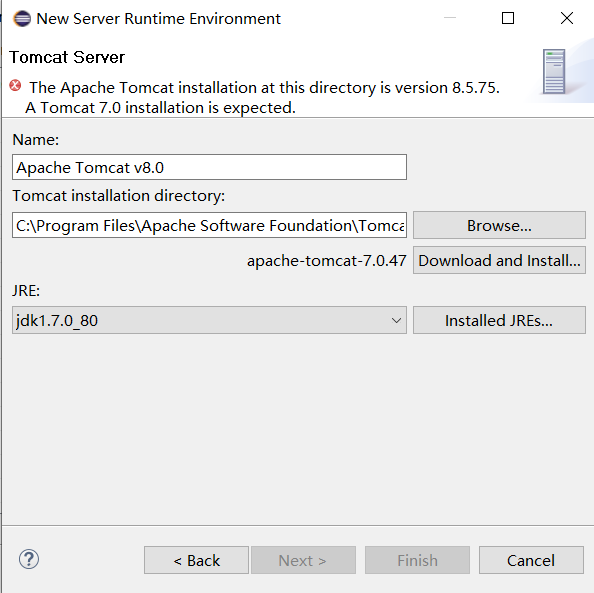 New Server Runtime Environment
Tomcat Server
The Apache Tomcat installation at this directory is version 8.5.75.
A Tomcat 7.0 installation is expected.
Name:
Apache Tomcat v8.0
Tomcat installation directory:
C:\Program Files\Apache Software Foundation\Tomca
Browse...
apache-tomcat-7.0.47
Download and Install...
JRE:
jdk1.7.0_80
Installed JREs...
?
< Back
Next >
Finish
Cancel